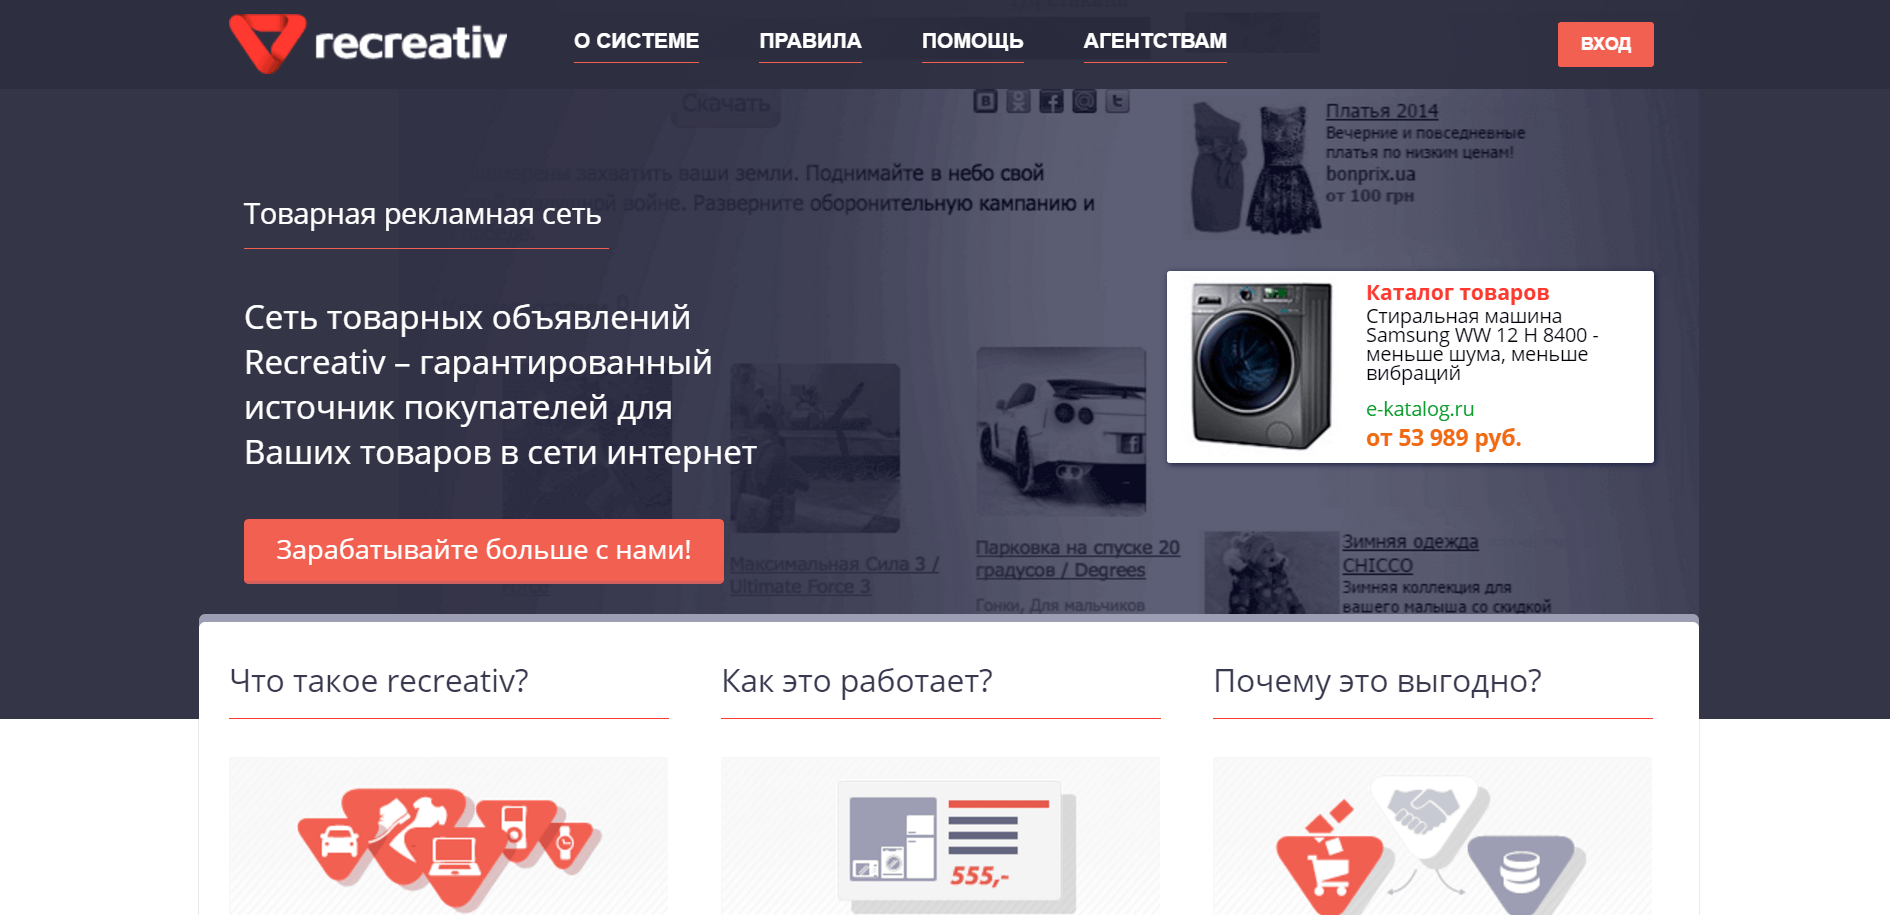 recreativ
О СИСТЕМЕ
ПРАВИЛА
ПОМОЩЬ
АГЕНТСТВАМ
ВХОД
Скачать
Платья 2014
Вечерние и повседневные
платья по низким ценам!
bonprix.ua
от 100 грн
захватить ваши земли. Поднимайте в небо свой
войне. Разверните оборонительную кампанию и
Товарная рекламная сеть
Сеть товарных объявлений
Recreativ – гарантированный
источник покупателей для
Ваших товаров в сети интернет
Каталог товаров
Стиральная машина
Samsung WW 12 H 8400 -
меньше шума, меньше
вибраций
e-katalog.ru
от 53 989 руб.
Зарабатывайте больше с нами!
Максимальная Сила 3 /
Ultimate Force 3
Парковка на спуске 20
градусов / Degrees
Гонки, Для мальчиков
Зимняя одежда
CHICCO
Зимняя коллекция для
вашего малыша со скидкой
Что такое recreativ?
Как это работает?
Почему это выгодно?
555,-